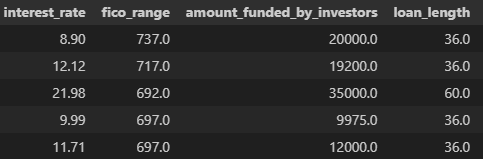 interest_rate fico_range amount_funded_by_investors loan_length
8.90 737.0 20000.0 36.0
12.12 717.0 19200.0 36.0
21.98 692.0 35000.0 60.0
9.99 697.0 9975.0 36.0
11.71 697.0 12000.0 36.0